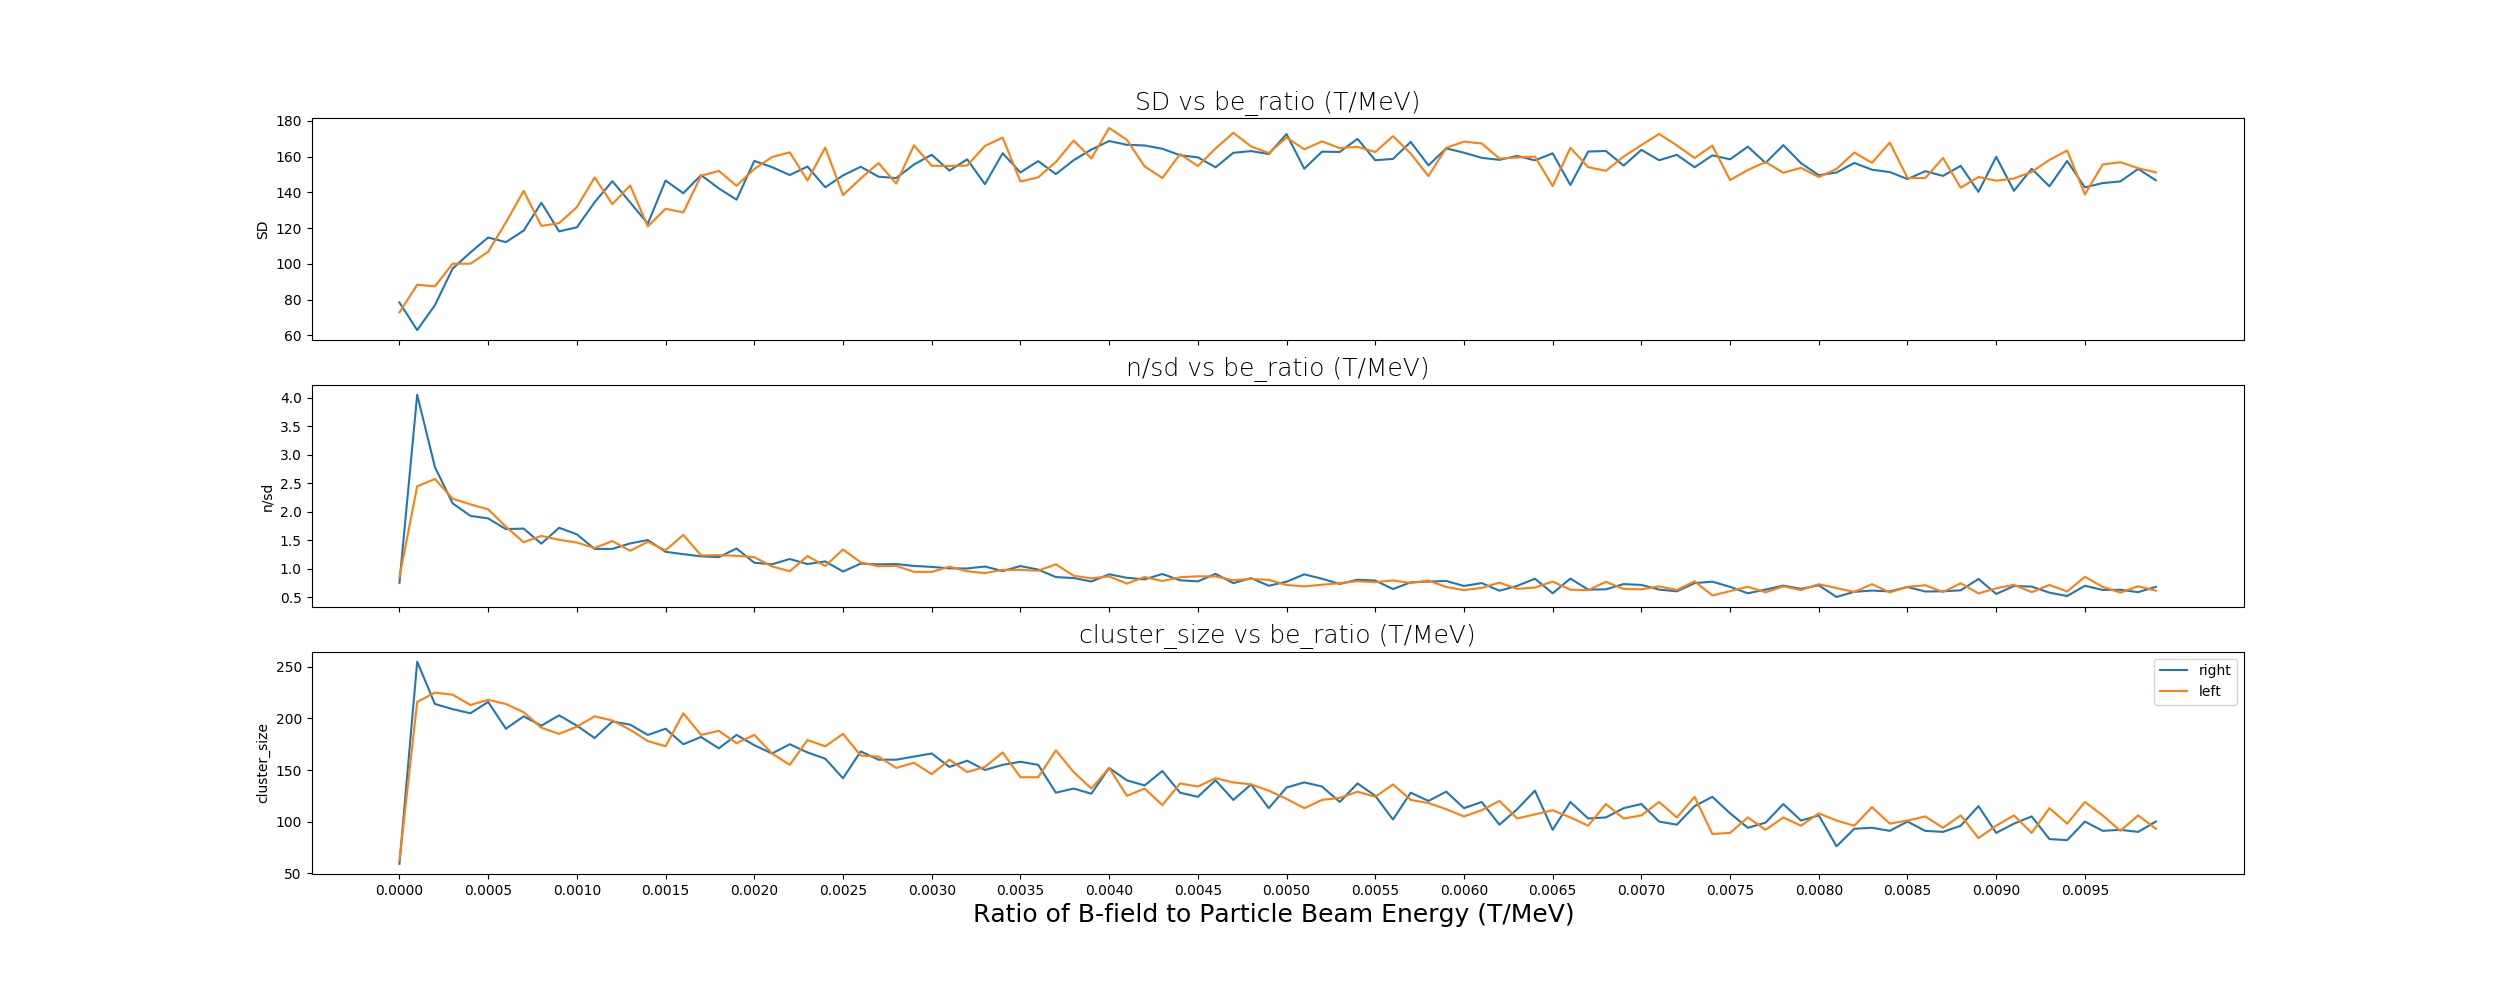 SD vs be_ratio (T/MeV)
180
160
140
120
100
80
60
SD
n/sd vs be_ratio (T/MeV)
4.0
3.5
3.0
2.5
2.0
1.5
1.0
0.5
n/sd
cluster_size vs be_ratio (T/MeV)
250
200
150
100
50
cluster_size
right
left
0.0000 0.0005 0.0010 0.0015 0.0020 0.0025 0.0030 0.0035 0.0040 0.0045 0.0050 0.0055 0.0060 0.0065 0.0070 0.0075 0.0080 0.0085 0.0090 0.0095
Ratio of B-field to Particle Beam Energy (T/MeV)